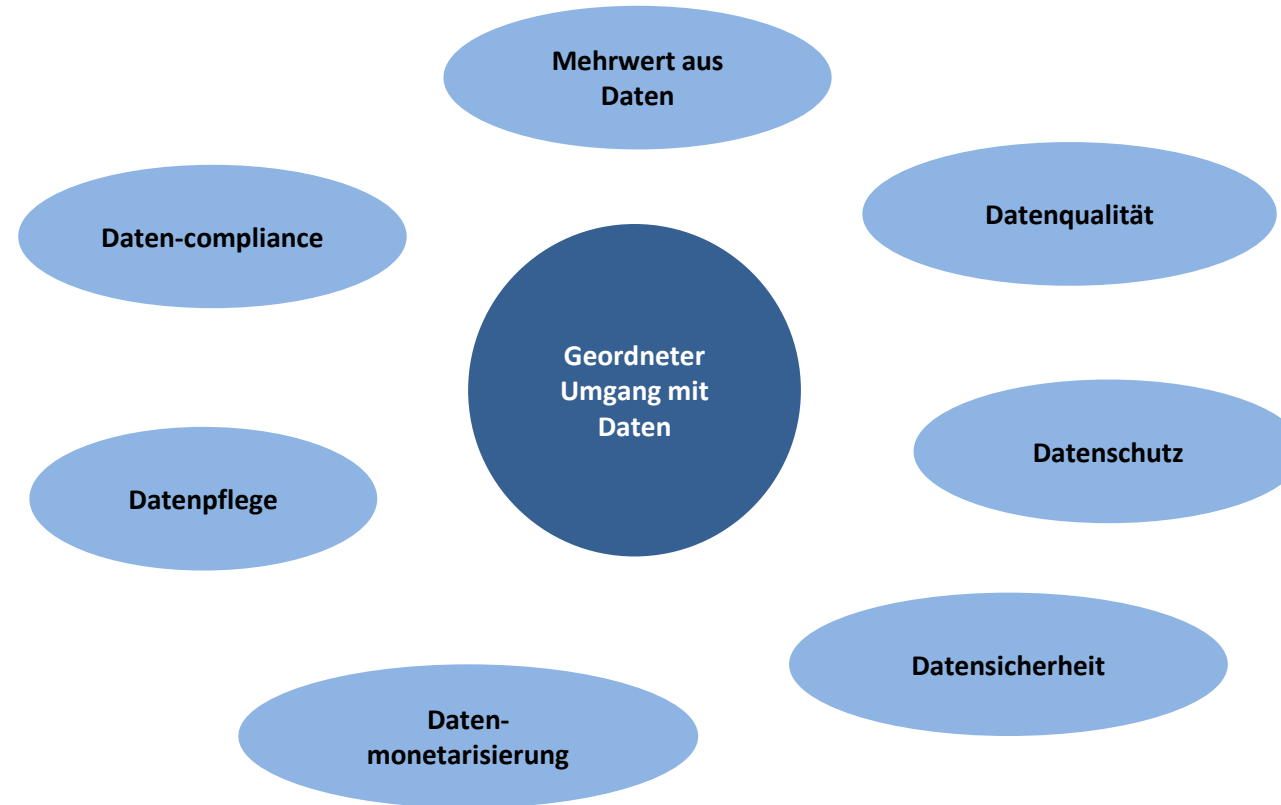 Mehrwert aus
Daten
Datenqualität
Daten-compliance
Geordneter
Umgang mit
Daten
Datenschutz
Datenpflege
Datensicherheit
Daten-
monetarisierung